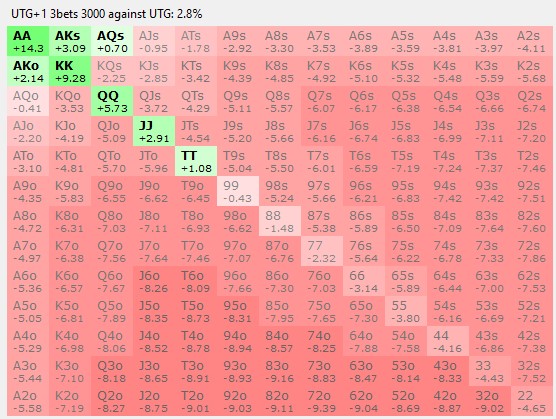 UTG+1 3bets 3000 against UTG: 2.8%
AA AKs AQs AJs ATs A9s A8s A7s A6s A5s A4s A3s A2s
+14.3 +3.09 +0.70 -0.95 -1.78 -2.92 -3.30 -3.53 -3.89 -3.53 -3.76 -3.89 -4.11
AKo KK KQs KJs KTs K9s K8s K7s K6s K5s K4s K3s K2s
+2.14 +9.28 -2.25 -2.85 -3.42 -4.39 -4.85 -4.92 -5.10 -5.32 -5.48 -5.59 -5.68
AQo KQo QQ QJs QTs Q9s Q8s Q7s Q6s Q5s Q4s Q3s Q2s
-0.41 -3.53 +5.73 -3.72 -4.29 -5.11 -5.57 -6.07 -6.17 -6.38 -6.54 -6.66 -6.74
AJo KJo QJo JJ JTs J9s J8s J7s J6s J5s J4s J3s J2s
-2.20 -4.19 -5.09 +2.91 -4.54 -5.20 -5.66 -6.16 -6.74 -6.83 -6.99 -7.11 -7.20
ATo KTo QTo JTo TT T9s T8s T7s T6s T5s T4s T3s T2s
-3.10 -4.81 -5.70 -5.96 +1.08 -5.04 -5.50 -6.01 -6.59 -7.19 -7.24 -7.37 -7.46
A9o K9o Q9o J9o T9o 99 98s 97s 96s 95s 94s 93s 92s
-4.35 -5.83 -6.55 -6.62 -6.45 -0.43 -5.24 -5.66 -6.21 -6.83 -7.42 -7.42 -7.51
A8o K8o Q8o J8o T8o 98o 88 87s 86s 85s 84s 83s 82s
-4.72 -6.31 -7.03 -7.11 -6.93 -6.62 -1.48 -5.38 -5.89 -6.50 -7.09 -7.64 -7.60
A7o K7o Q7o J7o T7o 97o 87o 77 76s 75s 74s 73s 72s
-4.97 -6.38 -7.56 -7.64 -7.46 -7.07 -6.76 -2.32 -5.64 -6.22 -6.78 -7.33 -7.86
A6o K6o Q6o J6o T6o 96o 86o 76o 66 65s 64s 63s 62s
-5.36 -6.57 -7.67 -8.26 -8.09 -7.66 -7.30 -7.03 -3.14 -5.89 -6.44 -7.00 -7.53
A5o K5o Q5o J5o T5o 95o 85o 75o 65o 55 54s 53s 52s
-5.05 -6.81 -7.89 -8.35 -8.73 -8.31 -7.95 -7.65 -7.30 -3.80 -6.16 -6.69 -7.21
A4o K4o Q4o J4o T4o 94o 84o 74o 64o 54o 44 43s 42s
-5.29 -6.98 -8.06 -8.52 -8.78 -8.94 -8.57 -8.25 -7.88 -7.58 -4.16 -6.86 -7.38
A3o K3o Q3o J3o T3o 93o 83o 73o 63o 53o 43o 33 32s
-5.44 -7.10 -8.18 -8.65 -8.91 -8.93 -9.16 -8.83 -8.47 -8.14 -8.33 -4.43 -7.52
A2o K2o Q2o J2o T2o 92o 82o 72o 62o 52o 42o 32o 22
-5.58 -7.19 -8.27 -8.75 -9.01 -9.03 -9.11 -9.39 -9.04 -8.69 -8.87 -9.02 -4.65